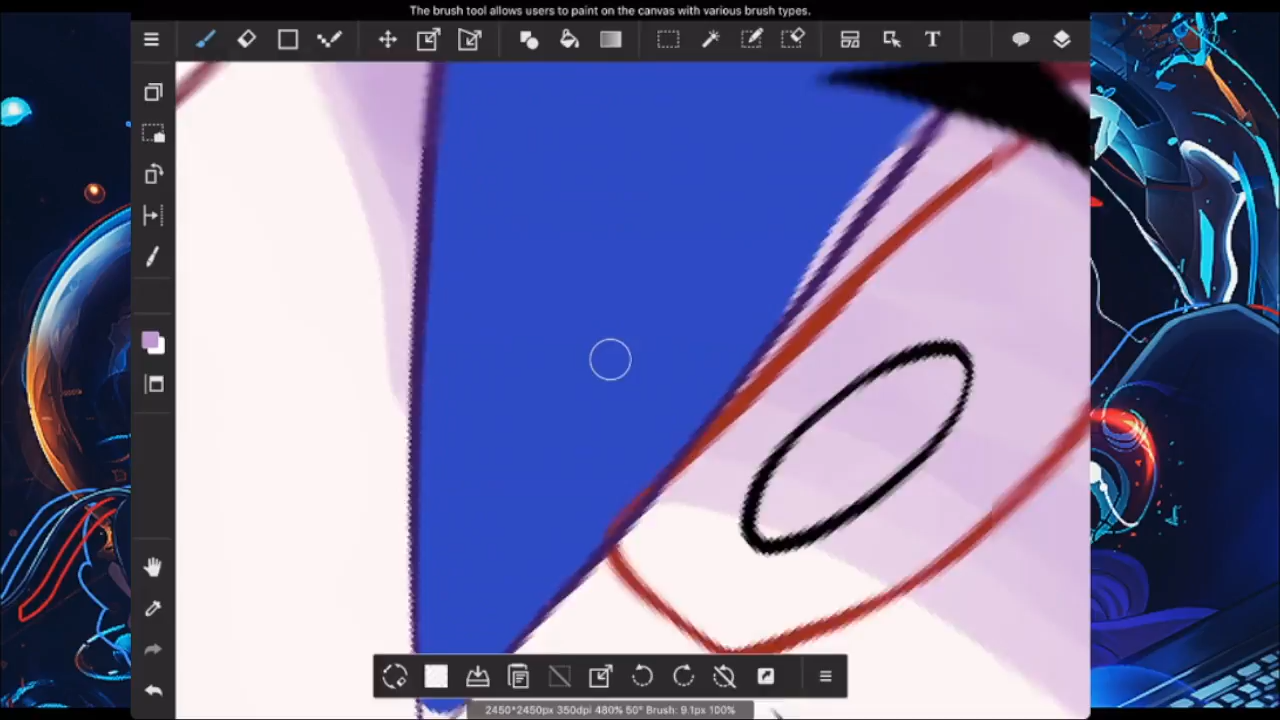 The brush tool allows users to paint on the canvas with various brush types.
T
2450*2450px 350dpi 480% 50° Brush: 9.1px 100%